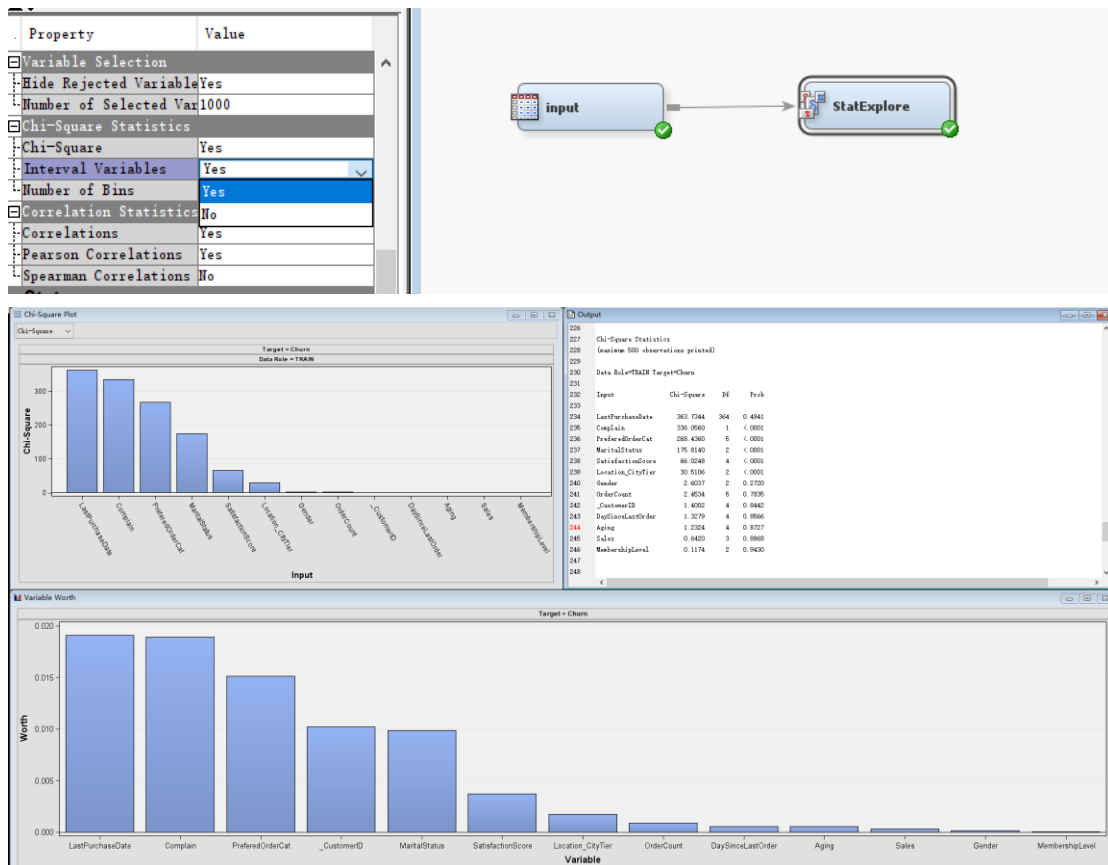 . Property Value
Variable Selection
Hide Rejected Variable Yes
Number of Selected Var 1000
Chi-Square Statistics
Chi-Square Yes
Interval Variables Yes
Number of Bins Yes
Correlation Statistics No
Correlations Yes
Pearson Correlations Yes
Spearman Correlations No
input
StatExplore
Chi-Square Plot
Chi-Square
Target = Churn
Data Role = TRAIN
Chi-Square
300
200
100
0
LastPurchaseDate
Complain
PreferedOrderCat
MaritalStatus
SatisfactionScore
Location_CityTier
Gender
OrderCount
_CustomerID
DaySinceLastOrder
Aging
Sales
MembershipLevel
Input
Output
226
227 Chi-Square Statistics
228 (maximum 500 observations printed)
229
230 Data Role=TRAIN Target=Churn
231
232 Input Chi-Square Df Prob
233
234 LastPurchaseDate 363.7344 364 0.4941
235 Complain 336.0560 1 <.0001
236 PreferedOrderCat 268.4360 5 <.0001
237 MaritalStatus 175.8140 2 <.0001
238 SatisfactionScore 66.0248 4 <.0001
239 Location_CityTier 30.5106 2 <.0001
240 Gender 2.6037 2 0.2720
241 OrderCount 2.4534 5 0.7835
242 _CustomerID 1.4002 4 0.8442
243 DaySinceLastOrder 1.3279 4 0.8566
244 Aging 1.2324 4 0.8727
245 Sales 0.6420 3 0.8868
246 MembershipLevel 0.1174 2 0.9430
247
248
Variable Worth
Target = Churn
Worth
0.020
0.015
0.010
0.005
0.000
LastPurchaseDate Complain PreferedOrderCat _CustomerID MaritalStatus SatisfactionScore Location_CityTier OrderCount DaySinceLastOrder Aging Sales Gender MembershipLevel
Variable